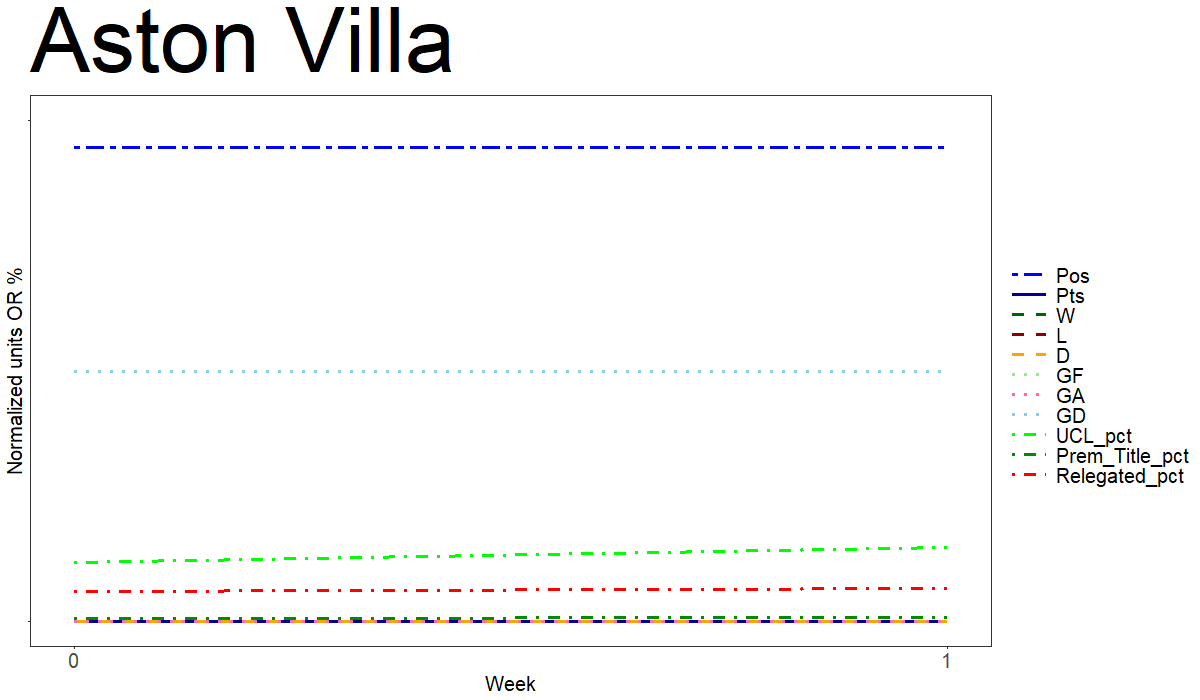 Aston Villa
Normalized units OR %
Pos
Pts
W
L
D
GF
GA
GD
UCL_pct
Prem_Title_pct
Relegated_pct
0
1
Week